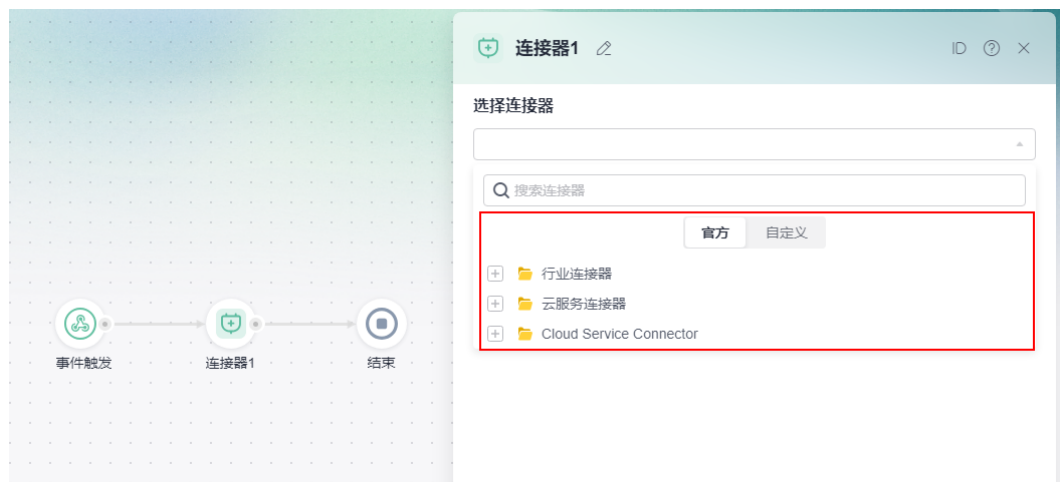 连接器1
ID
选择连接器
搜索连接器
官方 自定义
行业连接器
云服务连接器
Cloud Service Connector
事件触发 连接器1 结束